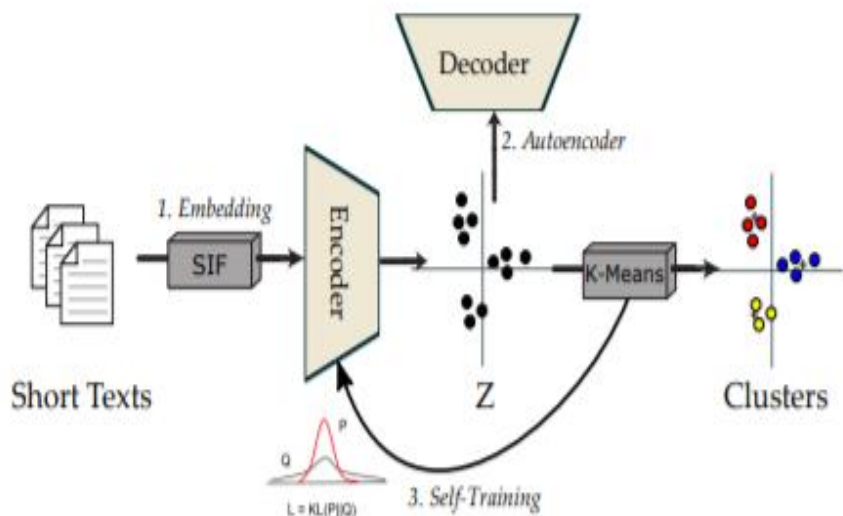 Decoder
2. Autoencoder
1. Embedding
SIF
Encoder
K-Means
Short Texts
Z
Clusters
P
Q
3. Self-Training
L = KL(P||Q)